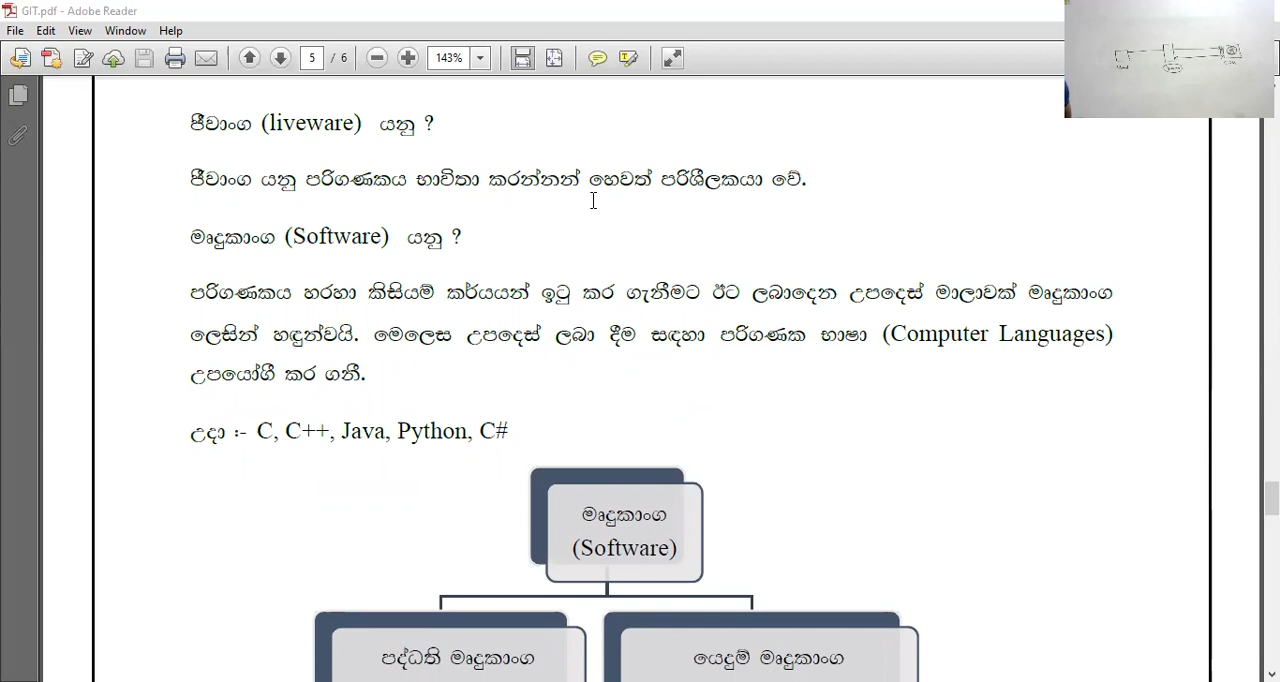 GIT.pdf - Adobe Reader
File Edit View Window Help
5 / 6 143%
ජීවාංග (liveware) යනු ?
ජීවාංග යනු පරිගණකය භාවිතා කරන්නන් හෙවත් පරිශීලකයා වේ.
මෘදුකාංග (Software) යනු ?
පරිගණකය හරහා කිසියම් කර්යයන් ඉටු කර ගැනීමට ඊට ලබාදෙන උපදෙස් මාලාවක් මෘදුකාංග
ලෙසින් හඳුන්වයි. මෙලෙස උපදෙස් ලබා දීම සඳහා පරිගණක භාෂා (Computer Languages)
උපයෝගී කර ගනී.
උදා :- C, C++, Java, Python, C#
මෘදුකාංග
(Software)
පද්ධති මෘදුකාංග
යෙදුම් මෘදුකාංග